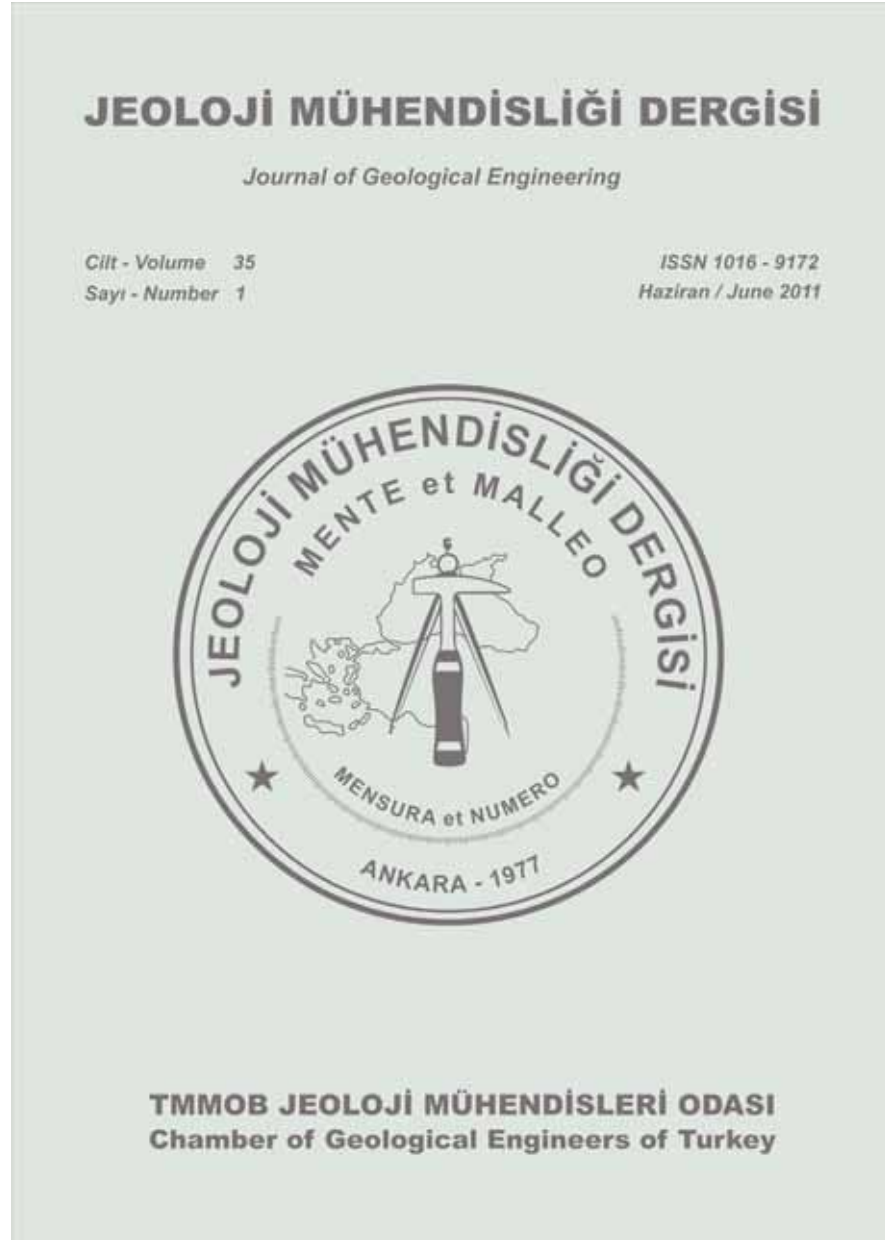 JEOLOJİ MÜHENDİSLİĞİ DERGİSİ
Journal of Geological Engineering
Cilt - Volume 35
Sayı - Number 1
ISSN 1016 - 9172
Haziran / June 2011
JEOLOJİ MÜHENDİSLİĞİ DERGİSİ
MENTE et MALLEO
MENSURA et NUMERO
ANKARA - 1977
TMMOB JEOLOJİ MÜHENDİSLERİ ODASI
Chamber of Geological Engineers of Turkey